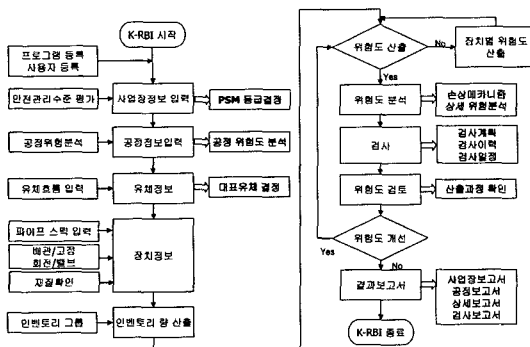 K-RBI 시작
프로그램 등록
사용자 등록
안전관리수준 평가
사업장정보 입력
PSM 등급결정
공정위험분석
공정정보입력
공정 위험도 분석
유체흐름 입력
유체정보
대표유체 결정
파이프 스펙 입력
배관/고정
회전/밸브
재질확인
장치정보
인벤토리 그룹
인벤토리 량 산출
위험도 산출
No
장치별 위험도
산출
Yes
위험도 분석
손상메카니즘
상세 위험분석
검사
검사계획
검사이력
검사일정
위험도 검토
산출과정 확인
위험도 개선
Yes
No
결과보고서
사업장보고서
공정보고서
상세보고서
검사보고서
K-RBI 종료